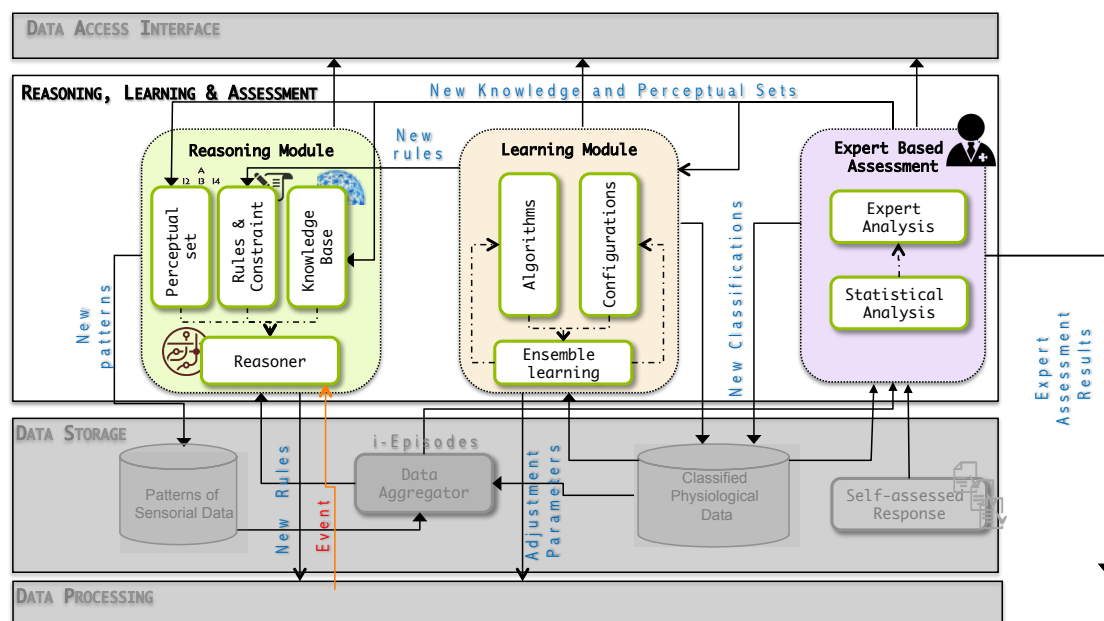 DATA ACCESS INTERFACE
REASONING, LEARNING & ASSESSMENT
New Knowledge and Perceptual Sets
New
rules
Reasoning Module
A
12 13 14
Perceptual
set
Rules &
Constraint
Knowledge
Base
Reasoner
Learning Module
Algorithms
Configurations
Ensemble
learning
Expert Based
Assessment
Expert
Analysis
Statistical
Analysis
New
patterns
New Classifications
Expert
Assessment
Results
DATA STORAGE
i-Episodes
Patterns of
Sensorial Data
Data
Aggregator
Classified
Physiological
Data
Self-assessed
Response
New Rules
Event
Adjustment
Parameters
DATA PROCESSING